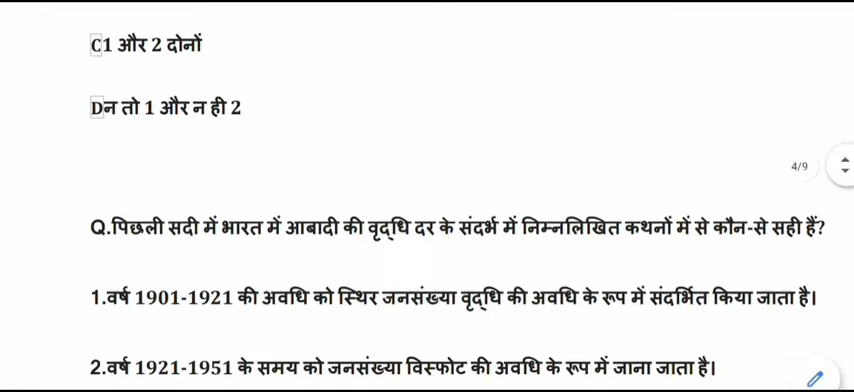 C1 और 2 दोनों
Dन तो 1 और न ही 2
4/9
Q.पिछली सदी में भारत में आबादी की वृद्धि दर के संदर्भ में निम्नलिखित कथनों में से कौन-से सही हैं?
1.वर्ष 1901-1921 की अवधि को स्थिर जनसंख्या वृद्धि की अवधि के रूप में संदर्भित किया जाता है।
2.वर्ष 1921-1951 के समय को जनसंख्या विस्फोट की अवधि के रूप में जाना जाता है।